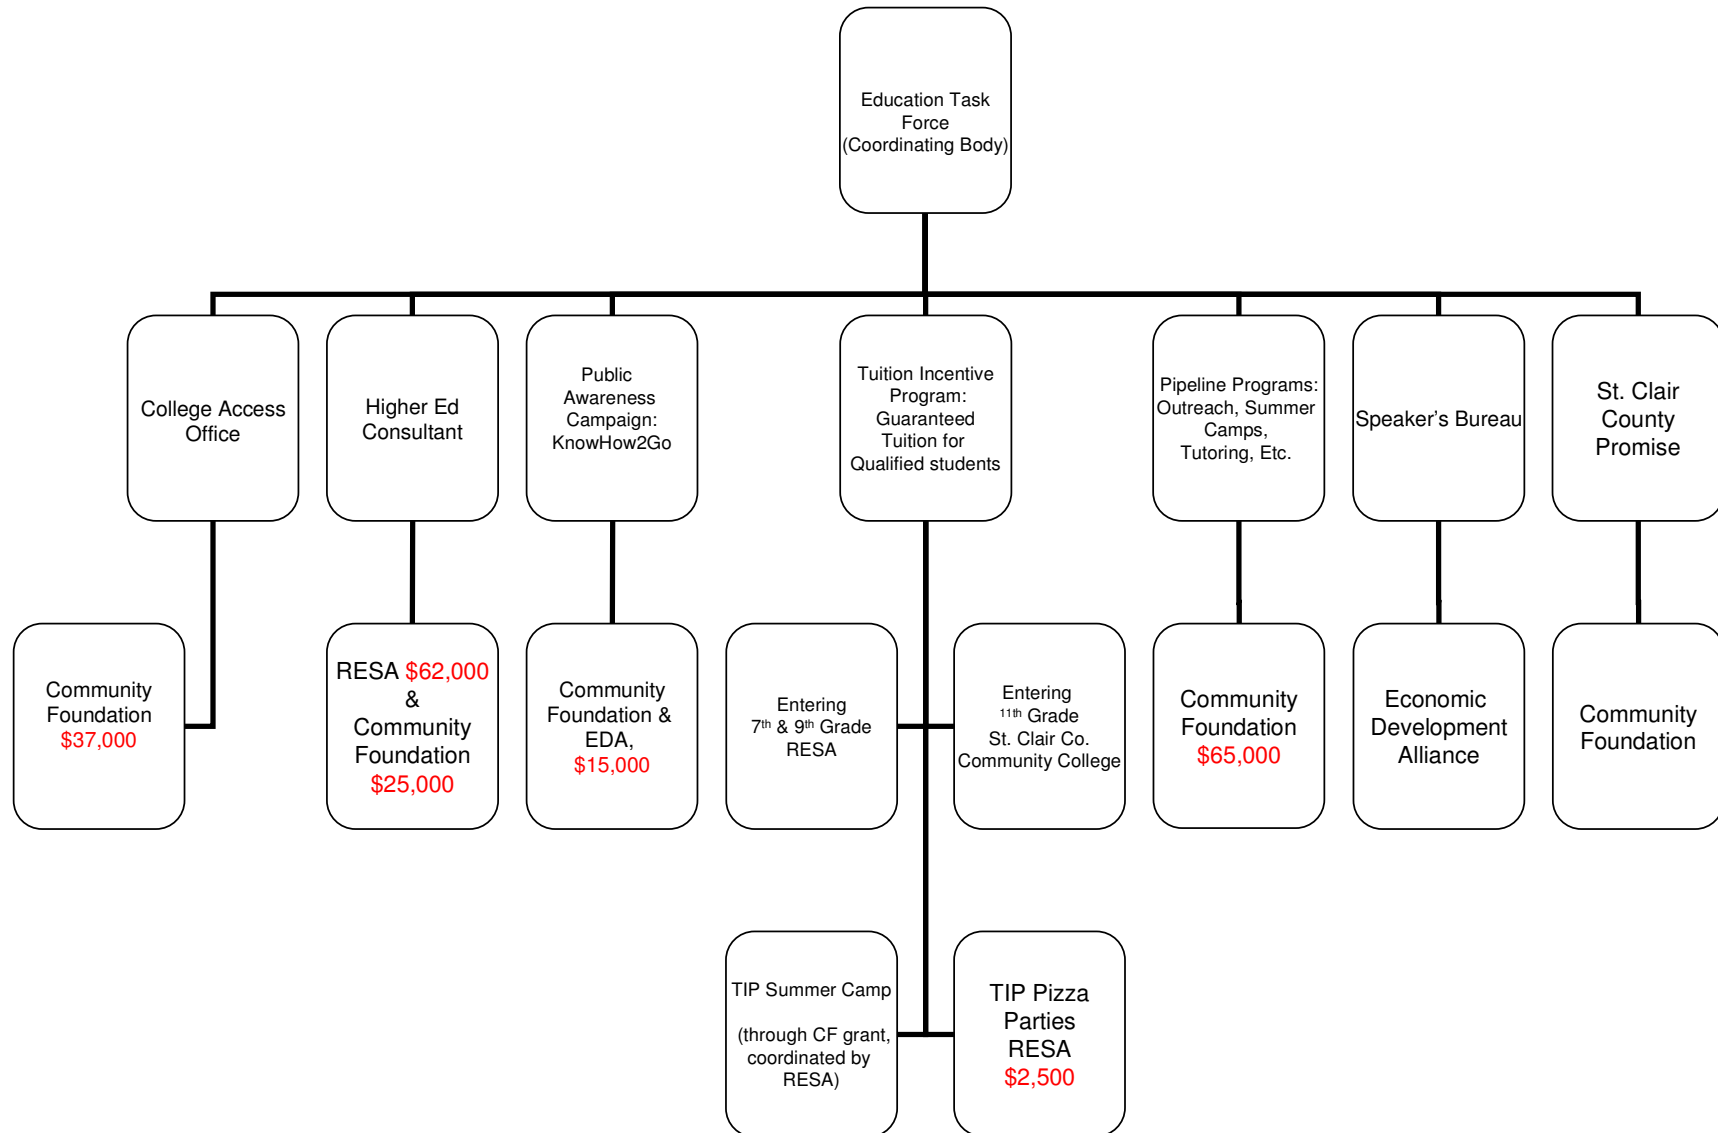 Education Task
Force
(Coordinating Body)
College Access
Office
Higher Ed
Consultant
Public
Awareness
Campaign:
KnowHow2Go
Tuition Incentive
Program:
Guaranteed
Tuition for
Qualified students
Pipeline Programs:
Outreach, Summer
Camps,
Tutoring, Etc.
Speaker’s Bureau
St. Clair
County
Promise
Community
Foundation
$37,000
RESA $62,000
&
Community
Foundation
$25,000
Community
Foundation &
EDA,
$15,000
Entering
7th & 9th Grade
RESA
Entering
11th Grade
St. Clair Co.
Community College
Community
Foundation
$65,000
Economic
Development
Alliance
Community
Foundation
TIP Summer Camp
(through CF grant,
coordinated by
RESA)
TIP Pizza
Parties
RESA
$2,500